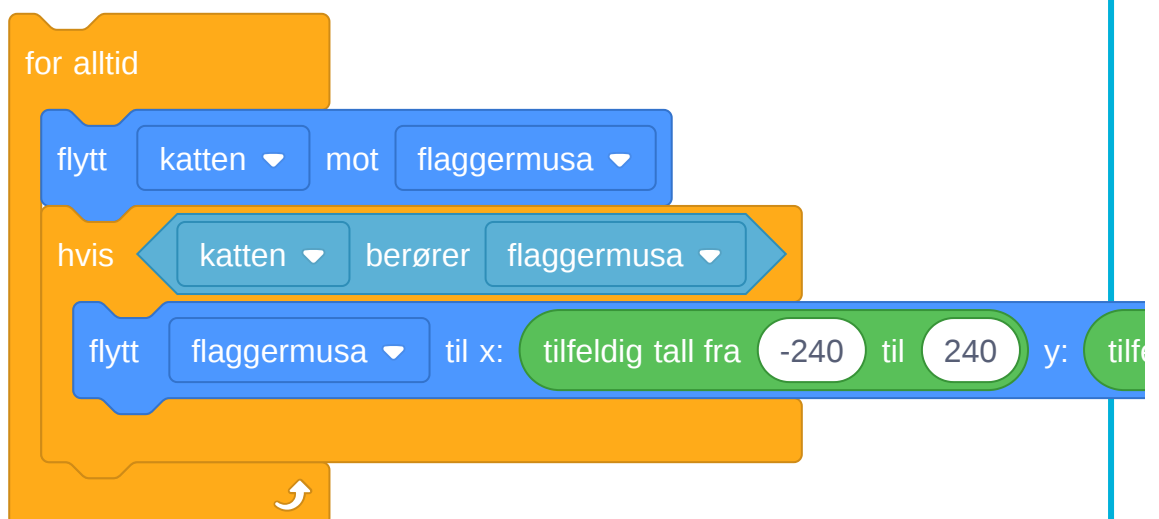 for alltid
flytt katten mot flaggermusa
hvis katten berører flaggermusa
flytt flaggermusa til x: tilfeldig tall fra -240 til 240 y: